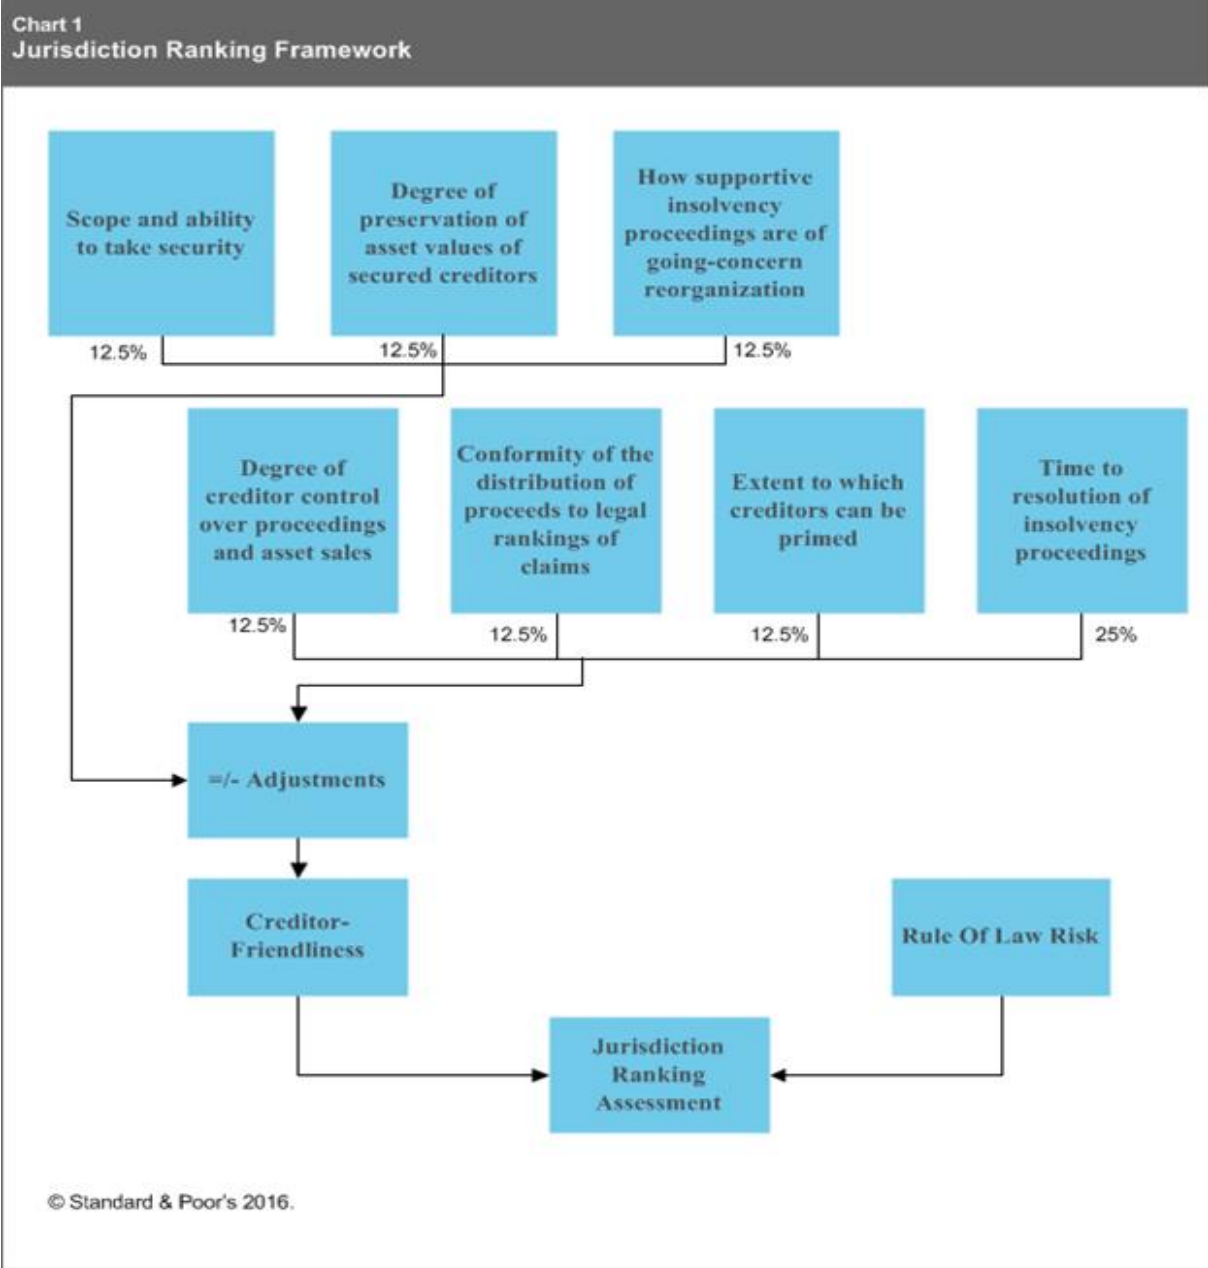 Chart 1
Jurisdiction Ranking Framework
Scope and ability
to take security
Degree of
preservation of
asset values of
secured creditors
How supportive
insolvency
proceedings are of
going-concern
reorganization
12.5%
12.5%
12.5%
Degree of
creditor control
over proceedings
and asset sales
Conformity of the
distribution of
proceeds to legal
rankings of
claims
Extent to which
creditors can be
primed
Time to
resolution of
insolvency
proceedings
12.5%
12.5%
12.5%
25%
=/- Adjustments
Creditor-
Friendliness
Rule Of Law Risk
Jurisdiction
Ranking
Assessment
© Standard & Poor's 2016.